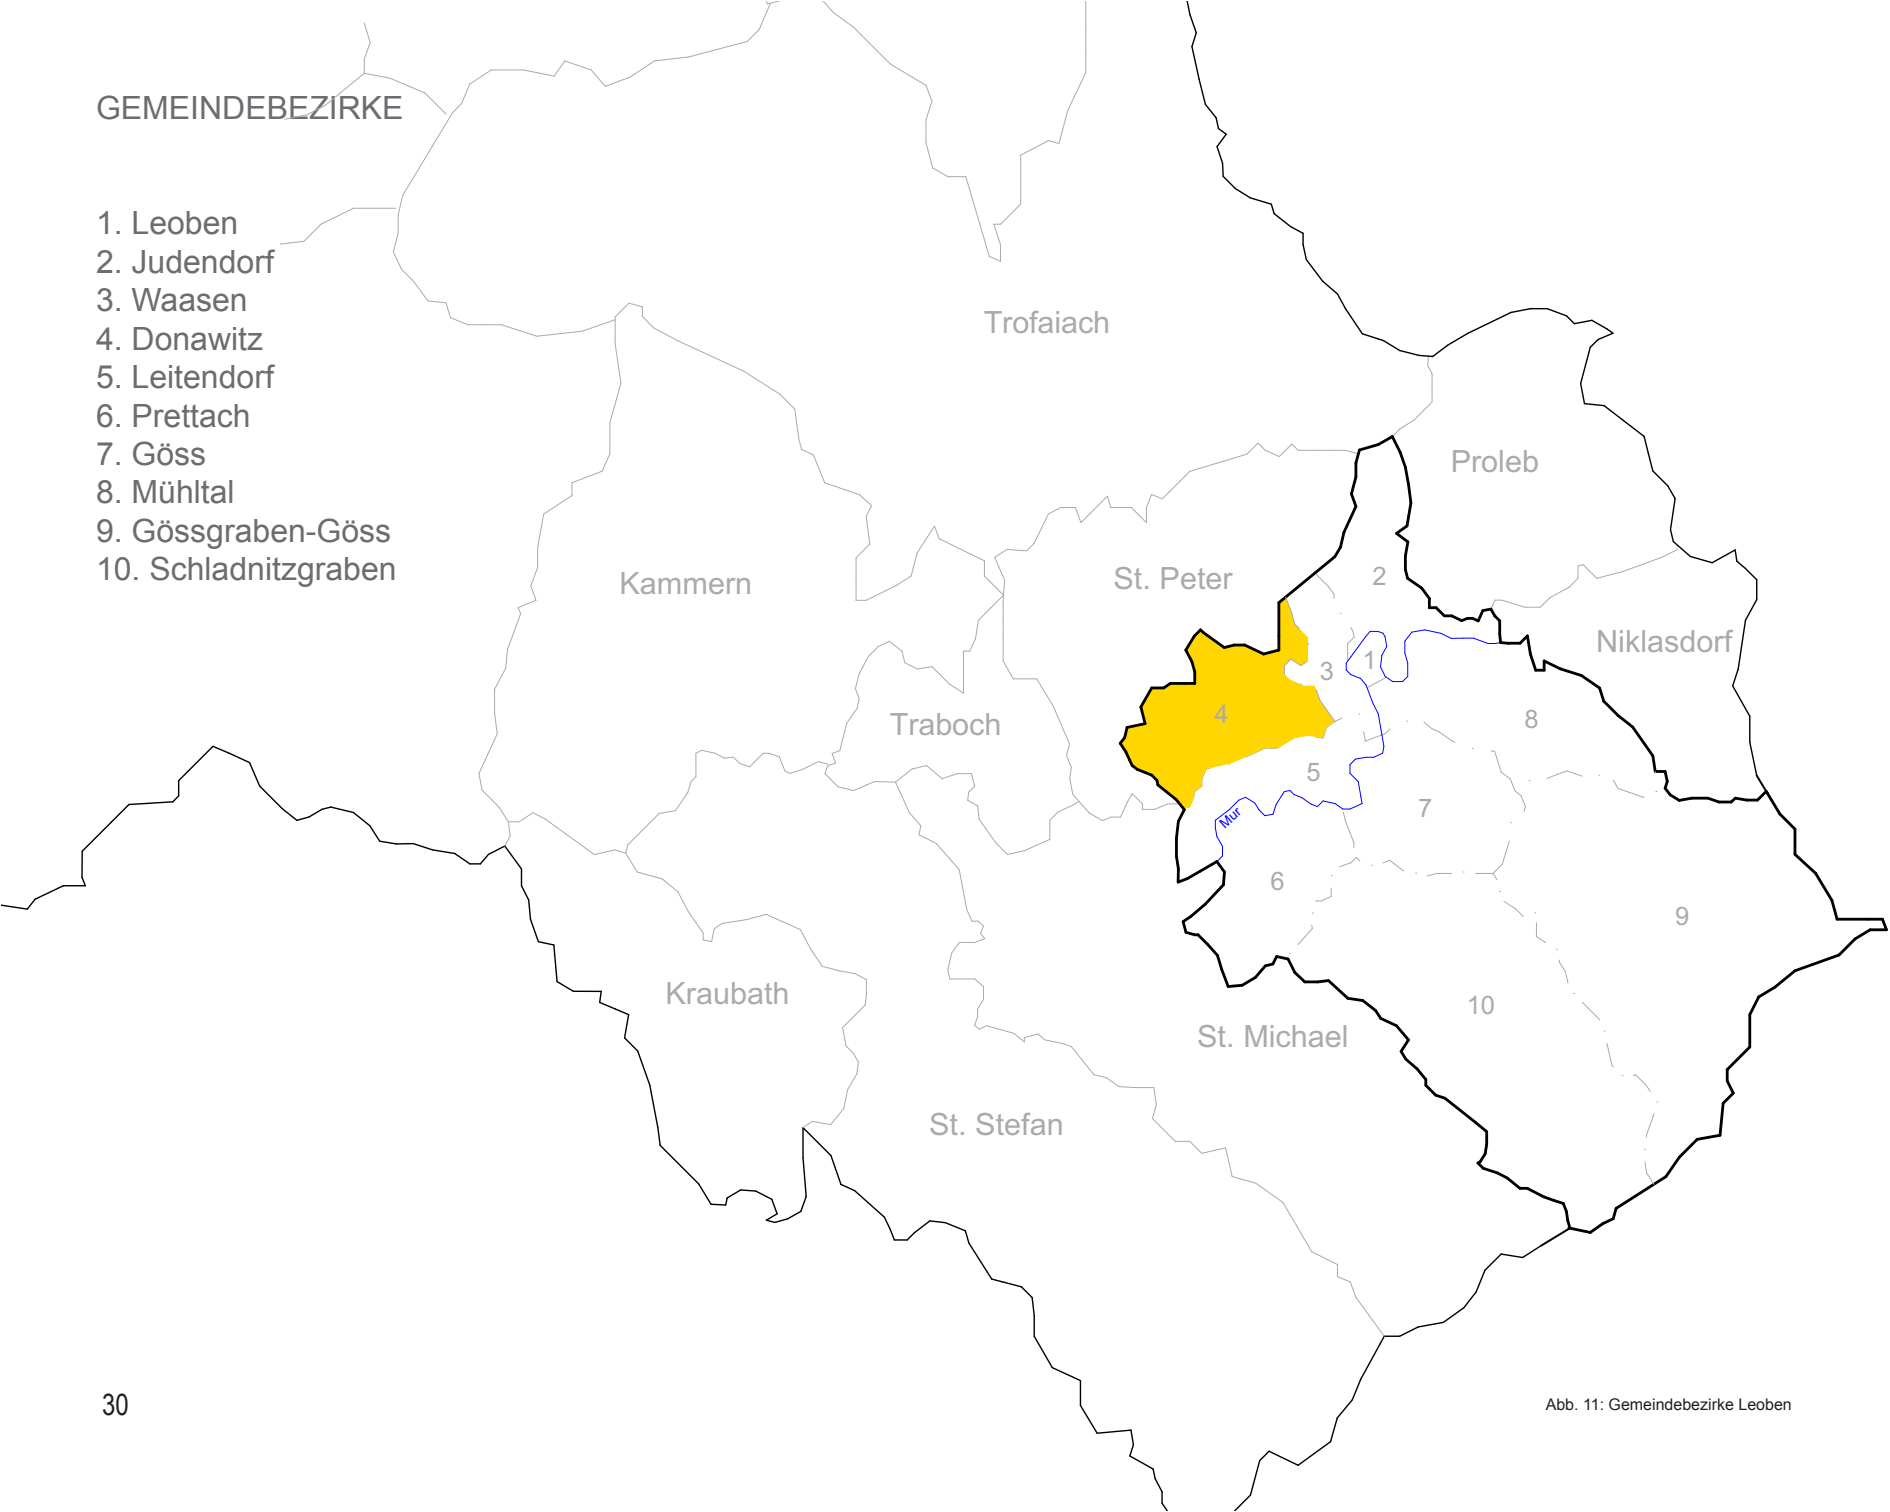 GEMEINDEBEZIRKE
1. Leoben
2. Judendorf
3. Waasen
4. Donawitz
5. Leitendorf
6. Prettach
7. Göss
8. Mühltal
9. Gössgraben-Göss
10. Schladnitzgraben
Trofaiach
Proleb
Kammern
St. Peter
2
Niklasdorf
1
3
4
8
Traboch
5
7
Mur
6
9
Kraubath
10
St. Michael
St. Stefan
30
Abb. 11: Gemeindebezirke Leoben